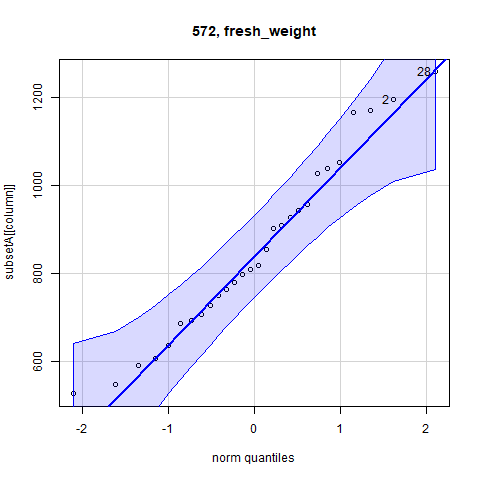 572, fresh_weight
subsetA[[column]]
1200
1000
800
600
28
2
-2 -1 0 1 2
norm quantiles